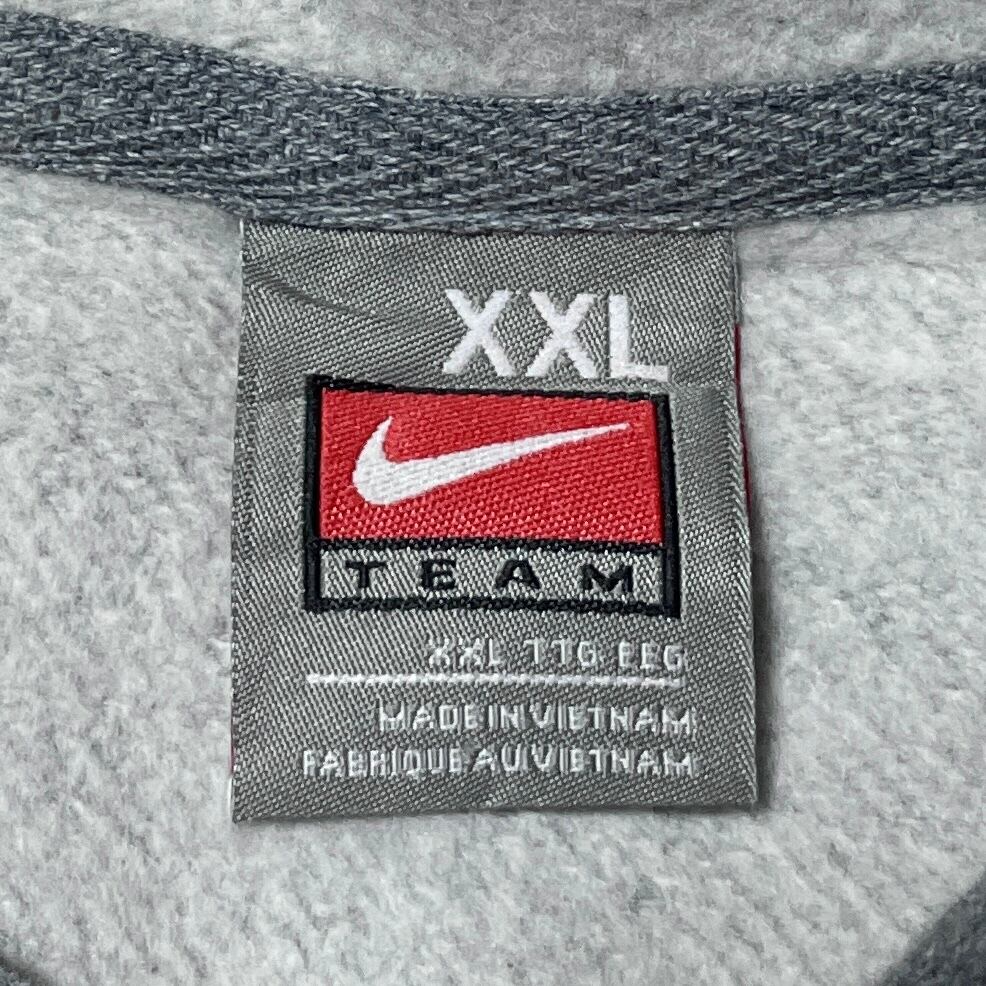 XXL
TEAM
XXL TTG EEG
MADE IN VIETNAM
FABRIQUE AU VIETNAM